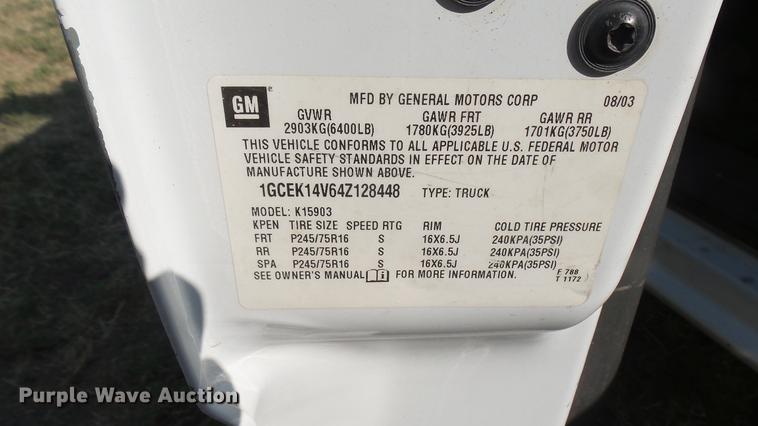 GM
MFD BY GENERAL MOTORS CORP 08/03
GVWR GAWR FRT GAWR RR
2903KG(6400LB) 1780KG(3925LB) 1701KG(3750LB)
THIS VEHICLE CONFORMS TO ALL APPLICABLE U.S. FEDERAL MOTOR
VEHICLE SAFETY STANDARDS IN EFFECT ON THE DATE OF
MANUFACTURE SHOWN ABOVE.
1GCEK14V64Z128448 TYPE: TRUCK
MODEL: K15903
KPEN TIRE SIZE SPEED RTG RIM COLD TIRE PRESSURE
FRT P245/75R16 S 16X6.5J 240KPA(35PSI)
RR P245/75R16 S 16X6.5J 240KPA(35PSI)
SPA P245/75R16 S 16X6.5J 240KPA(35PSI)
SEE OWNER'S MANUAL FOR MORE INFORMATION.
E 788
T 1172
Purple Wave Auction